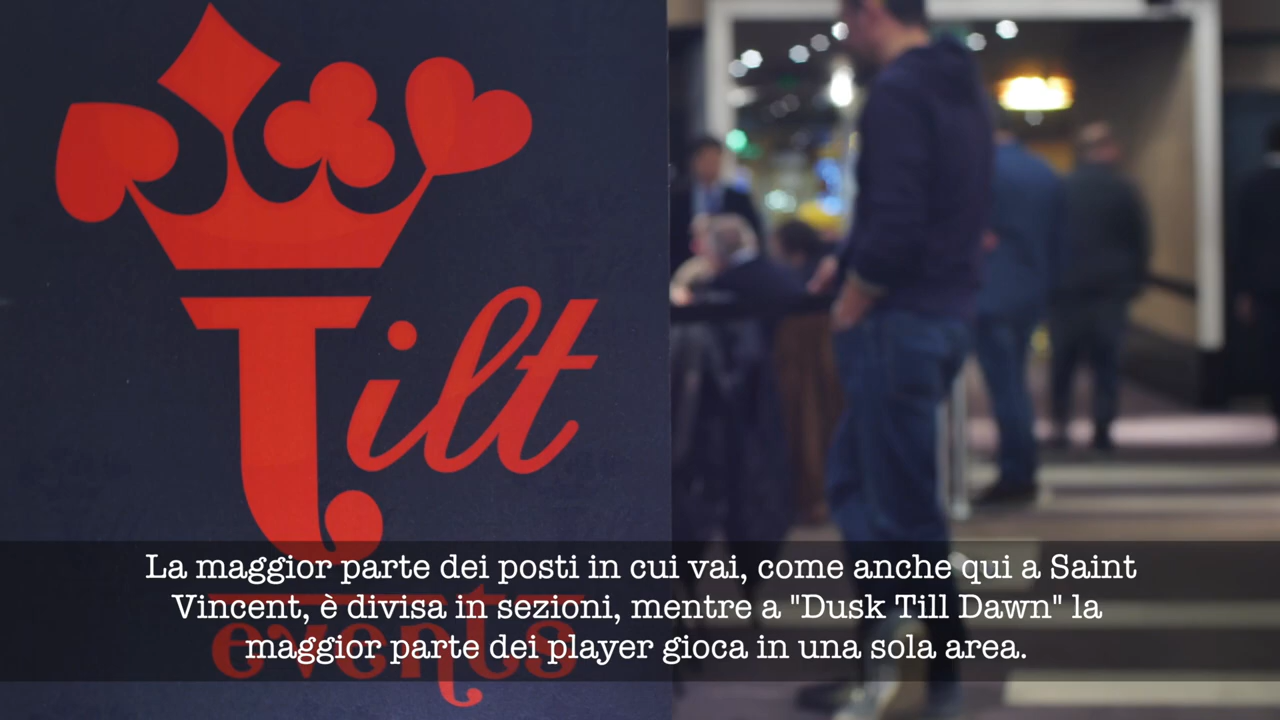 Tilt
events
La maggior parte dei posti in cui vai, come anche qui a Saint
Vincent, è divisa in sezioni, mentre a "Dusk Till Dawn" la
maggior parte dei player gioca in una sola area.